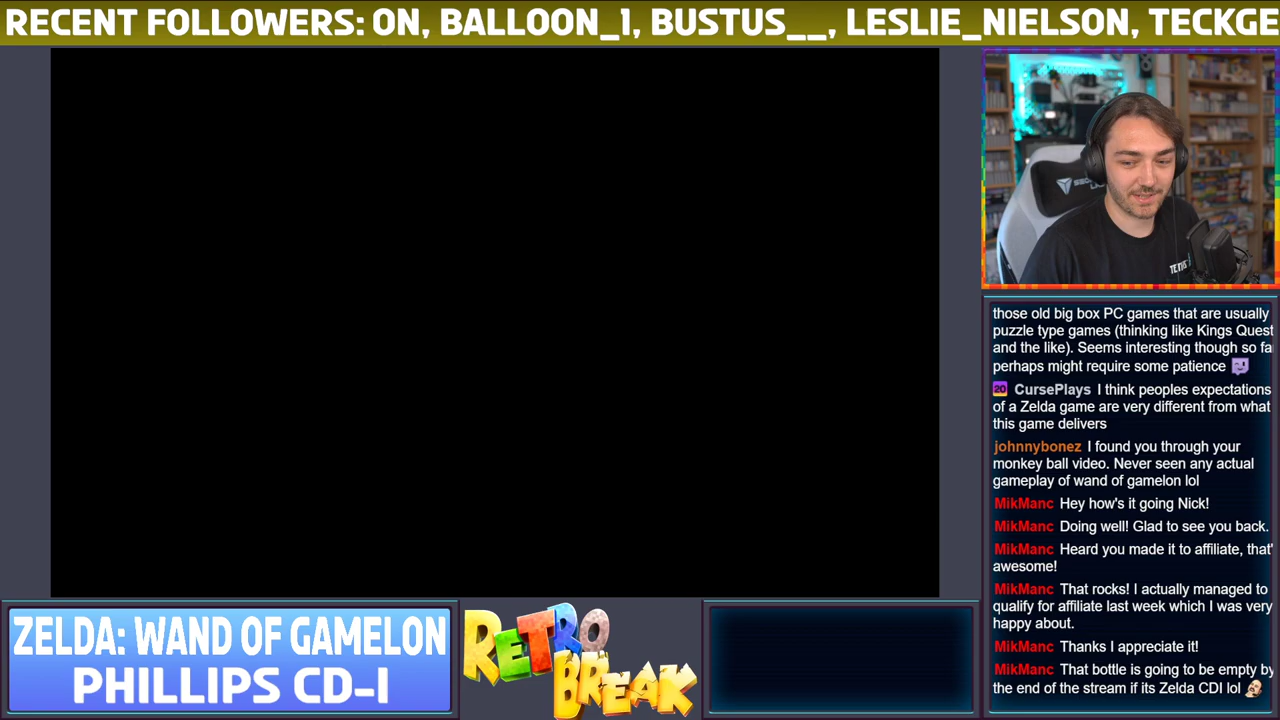 RECENT FOLLOWERS: ON, BALLOON_1, BUSTUS__, LESLIE_NIELSON, TECKGE
those old big box PC games that are usually
puzzle type games (thinking like Kings Quest
and the like). Seems interesting though so fa
perhaps might require some patience
20 CursePlays I think peoples expectations
of a Zelda game are very different from what
this game delivers
johnnybonez I found you through your
monkey ball video. Never seen any actual
gameplay of wand of gamelon lol
MikManc Hey how's it going Nick!
MikManc Doing well! Glad to see you back.
MikManc Heard you made it to affiliate, that'
awesome!
MikManc That rocks! I actually managed to
qualify for affiliate last week which I was very
happy about.
MikManc Thanks I appreciate it!
MikManc That bottle is going to be empty by
the end of the stream if its Zelda CDI lol
ZELDA: WAND OF GAMELON
PHILLIPS CD-I
RETRO
BREAK